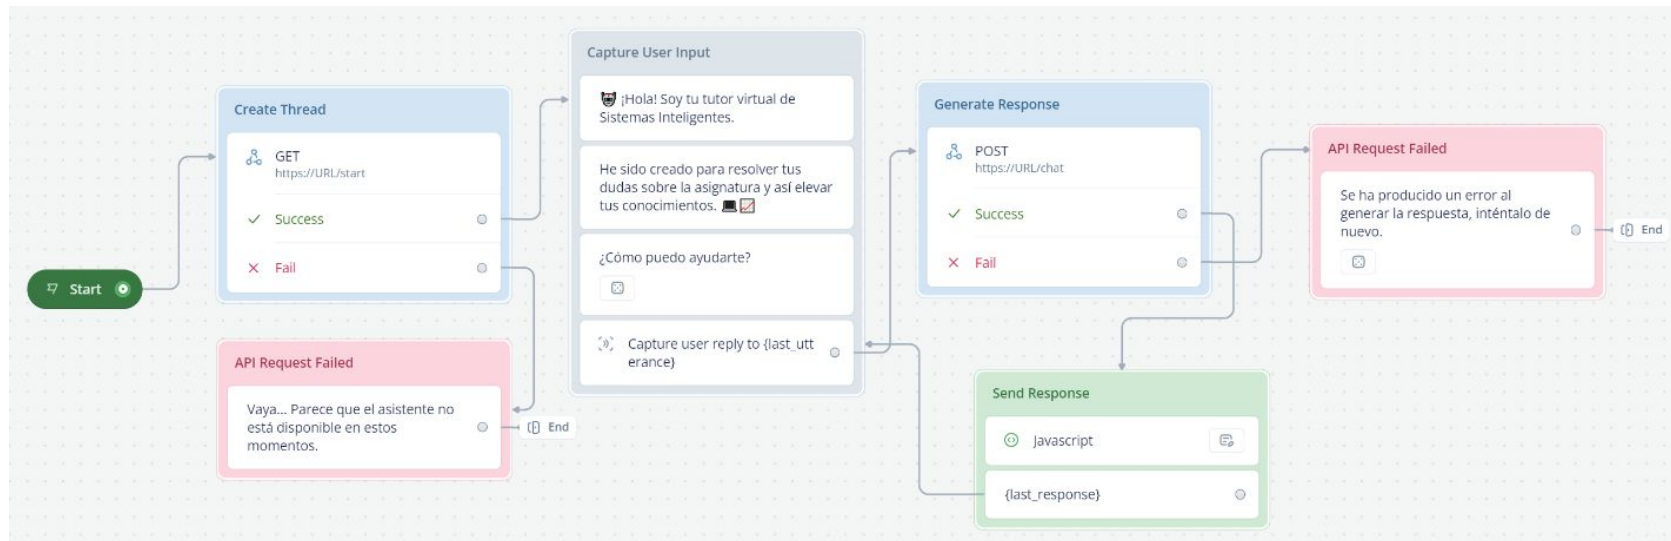 Start
Create Thread
GET
https://URL/start
Success
Fail
API Request Failed
Vaya... Parece que el asistente no
está disponible en estos
momentos.
End
Capture User Input
¡Hola! Soy tu tutor virtual de
Sistemas Inteligentes.
He sido creado para resolver tus
dudas sobre la asignatura y así elevar
tus conocimientos.
¿Cómo puedo ayudarte?
Capture user reply to {last_utt
erance}
Generate Response
POST
https://URL/chat
Success
Fail
Send Response
Javascript
{last_response}
API Request Failed
Se ha producido un error al
generar la respuesta, inténtalo de
nuevo.
End